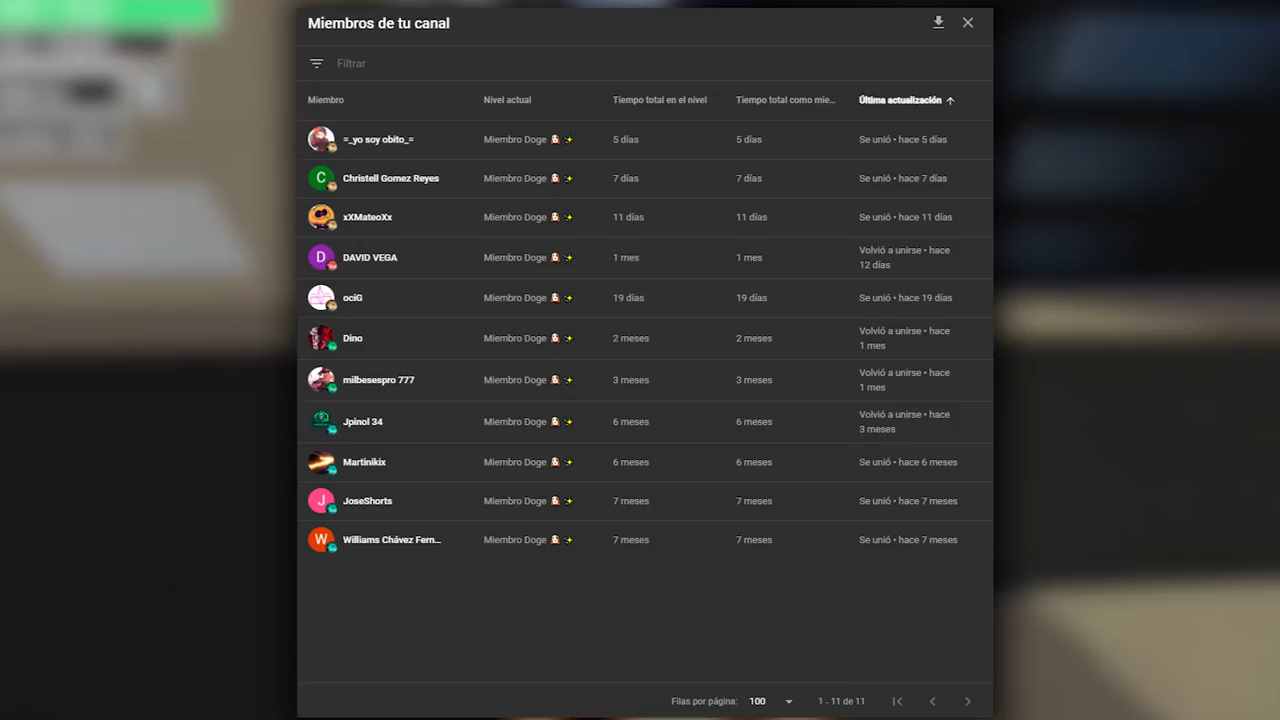 Miembros de tu canal
Filtrar
Miembro Nivel actual Tiempo total en el nivel Tiempo total como mie... Última actualización
=_yo soy obito_= Miembro Doge 5 días 5 días Se unió • hace 5 días
C Christell Gomez Reyes Miembro Doge 7 días 7 días Se unió • hace 7 días
xXMateoXx Miembro Doge 11 días 11 días Se unió • hace 11 días
D DAVID VEGA Miembro Doge 1 mes 1 mes Volvió a unirse • hace
12 días
ociG Miembro Doge 19 días 19 días Se unió • hace 19 días
Dino Miembro Doge 2 meses 2 meses Volvió a unirse • hace
1 mes
milbesespro 777 Miembro Doge 3 meses 3 meses Volvió a unirse • hace
1 mes
Jpinol 34 Miembro Doge 6 meses 6 meses Volvió a unirse • hace
3 meses
Martinikix Miembro Doge 6 meses 6 meses Se unió • hace 6 meses
J JoseShorts Miembro Doge 7 meses 7 meses Se unió • hace 7 meses
W Williams Chávez Fern... Miembro Doge 7 meses 7 meses Se unió • hace 7 meses
Filas por página: 100 1 - 11 de 11